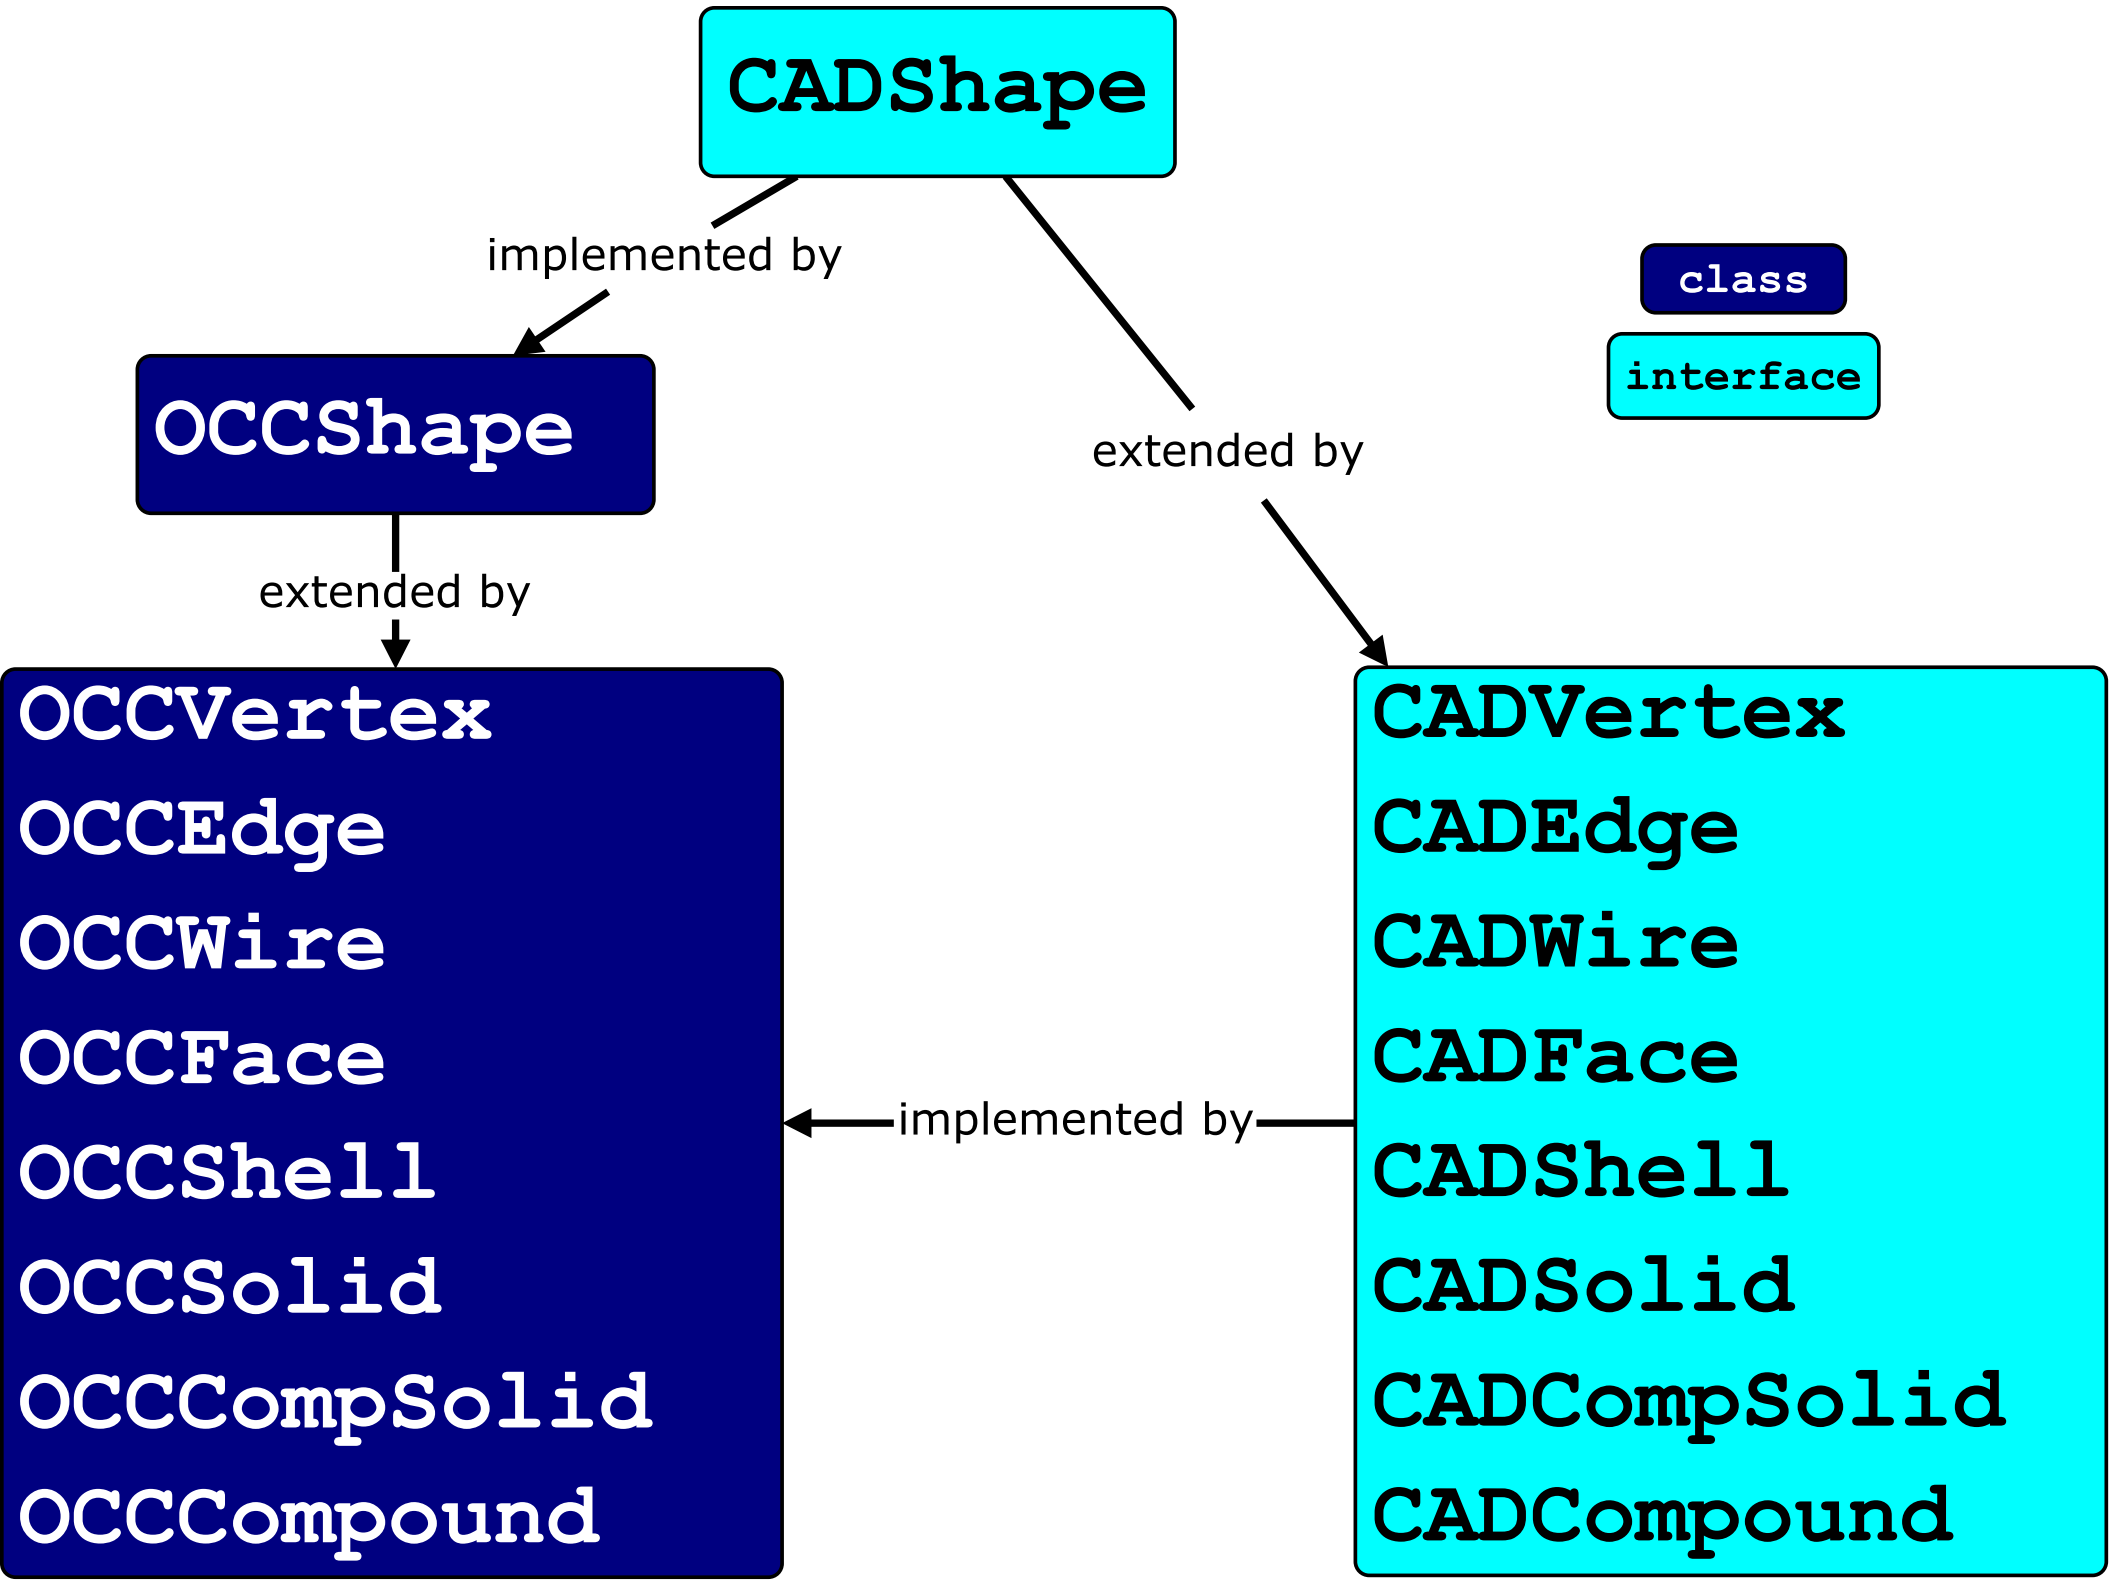 CADShape
implemented by
class
interface
OCCShape
extended by
extended by
OCCVertex
OCCEdge
OCCWire
OCCFace
OCCShell
OCCSolid
OCCCompSolid
OCCCompound
implemented by
CADVertex
CADEdge
CADWire
CADFace
CADShell
CADSolid
CADCompSolid
CADCompound